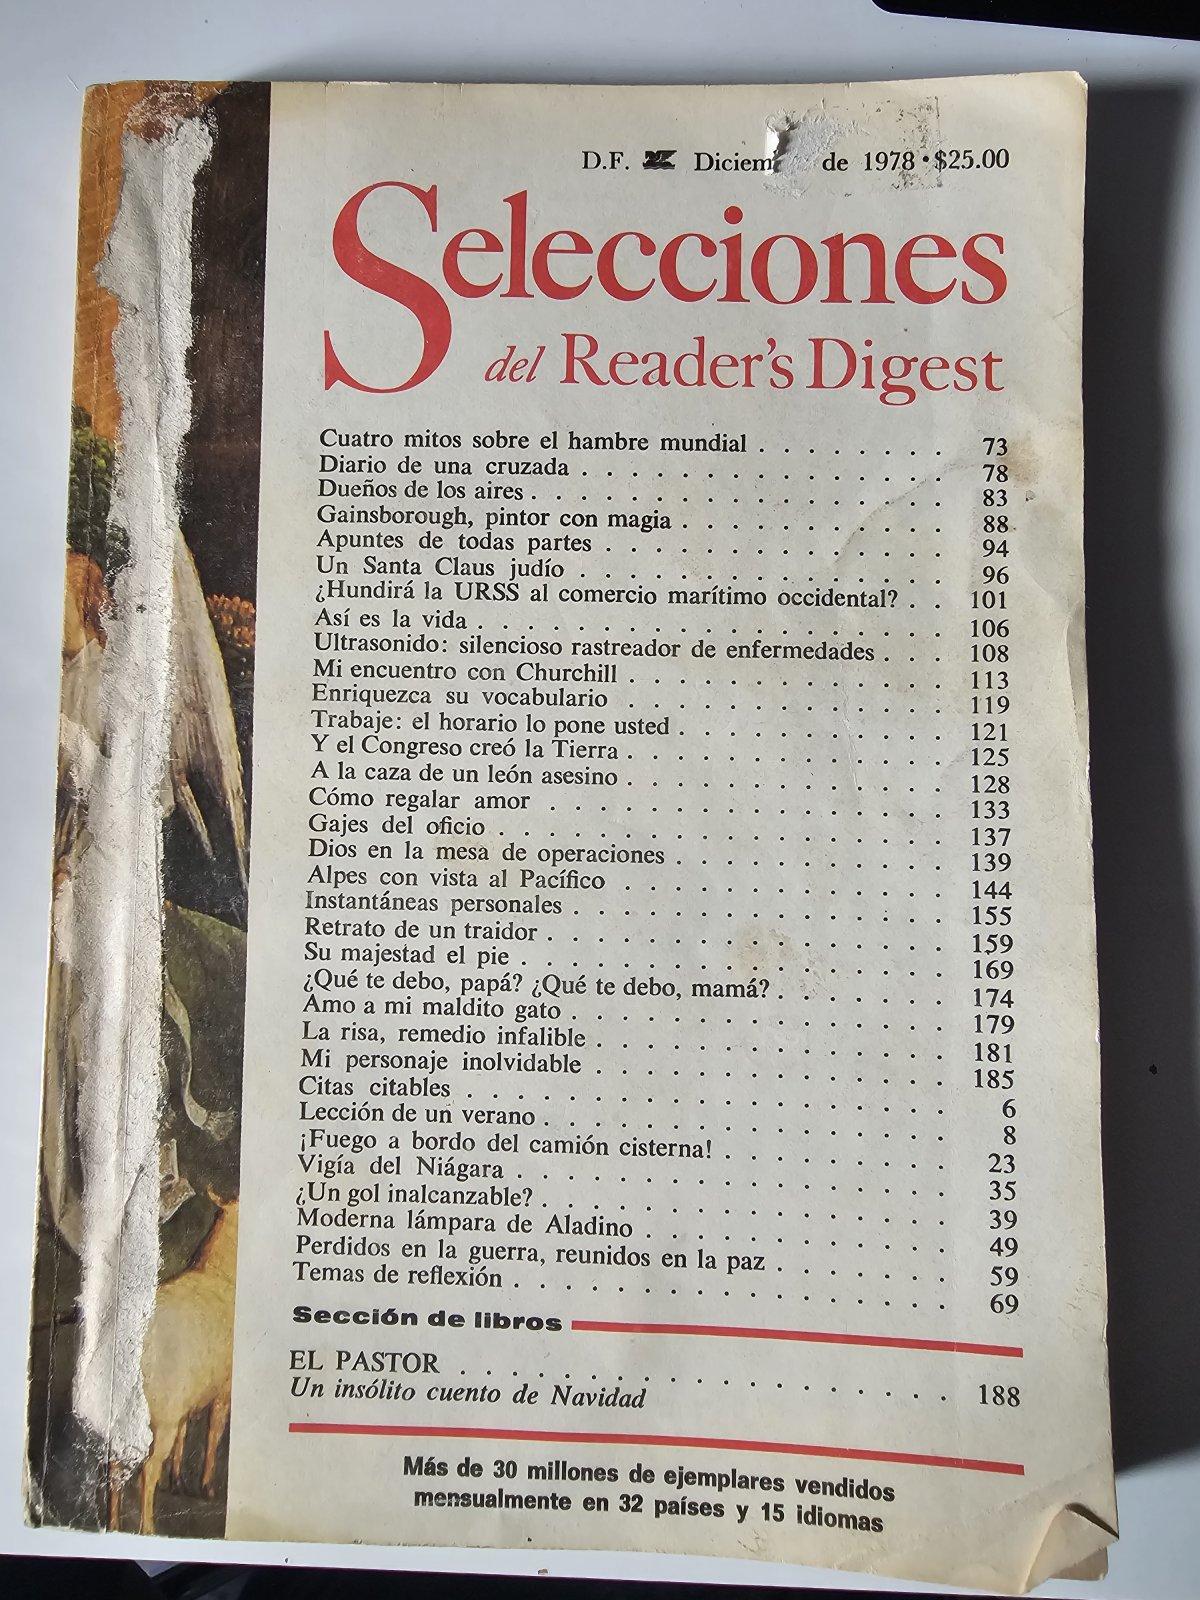 D.F. Diciem de 1978 • $25.00
Selecciones
del Reader's Digest
Cuatro mitos sobre el hambre mundial . . . . . . . . 73
Diario de una cruzada . . . . . . . . . . . . . . . 78
Dueños de los aires . . . . . . . . . . . . . . . . . 83
Gainsborough, pintor con magia . . . . . . . . . . . 88
Apuntes de todas partes . . . . . . . . . . . . . . 94
Un Santa Claus judío . . . . . . . . . . . . . . . 96
¿Hundirá la URSS al comercio marítimo occidental? . . 101
Así es la vida . . . . . . . . . . . . . . . . . . . 106
Ultrasonido: silencioso rastreador de enfermedades . . . 108
Mi encuentro con Churchill . . . . . . . . . . . . . 113
Enriquezca su vocabulario . . . . . . . . . . . . . 119
Trabaje: el horario lo pone usted . . . . . . . . . . . 121
Y el Congreso creó la Tierra . . . . . . . . . . . . . 125
A la caza de un león asesino . . . . . . . . . . . . . 128
Cómo regalar amor . . . . . . . . . . . . . . . . 133
Gajes del oficio . . . . . . . . . . . . . . . . . . 137
Dios en la mesa de operaciones . . . . . . . . . . . 139
Alpes con vista al Pacífico . . . . . . . . . . . . . 144
Instantáneas personales . . . . . . . . . . . . . . . 155
Retrato de un traidor . . . . . . . . . . . . . . . . 159
Su majestad el pie . . . . . . . . . . . . . . . . . 169
¿Qué te debo, papá? ¿Qué te debo, mamá? . . . . . . . 174
Amo a mi maldito gato . . . . . . . . . . . . . . . 179
La risa, remedio infalible . . . . . . . . . . . . . . 181
Mi personaje inolvidable . . . . . . . . . . . . . . 185
Citas citables . . . . . . . . . . . . . . . . . . . 6
Lección de un verano . . . . . . . . . . . . . . . . 8
¡Fuego a bordo del camión cisterna! . . . . . . . . . 23
Vigía del Niágara . . . . . . . . . . . . . . . . . . 35
¿Un gol inalcanzable? . . . . . . . . . . . . . . . . 39
Moderna lámpara de Aladino . . . . . . . . . . . . 49
Perdidos en la guerra, reunidos en la paz . . . . . . . 59
Temas de reflexión . . . . . . . . . . . . . . . . . 69
Sección de libros
EL PASTOR . . . . . . . . . . . . . . . . . . . . 188
Un insólito cuento de Navidad
Más de 30 millones de ejemplares vendidos
mensualmente en 32 países y 15 idiomas